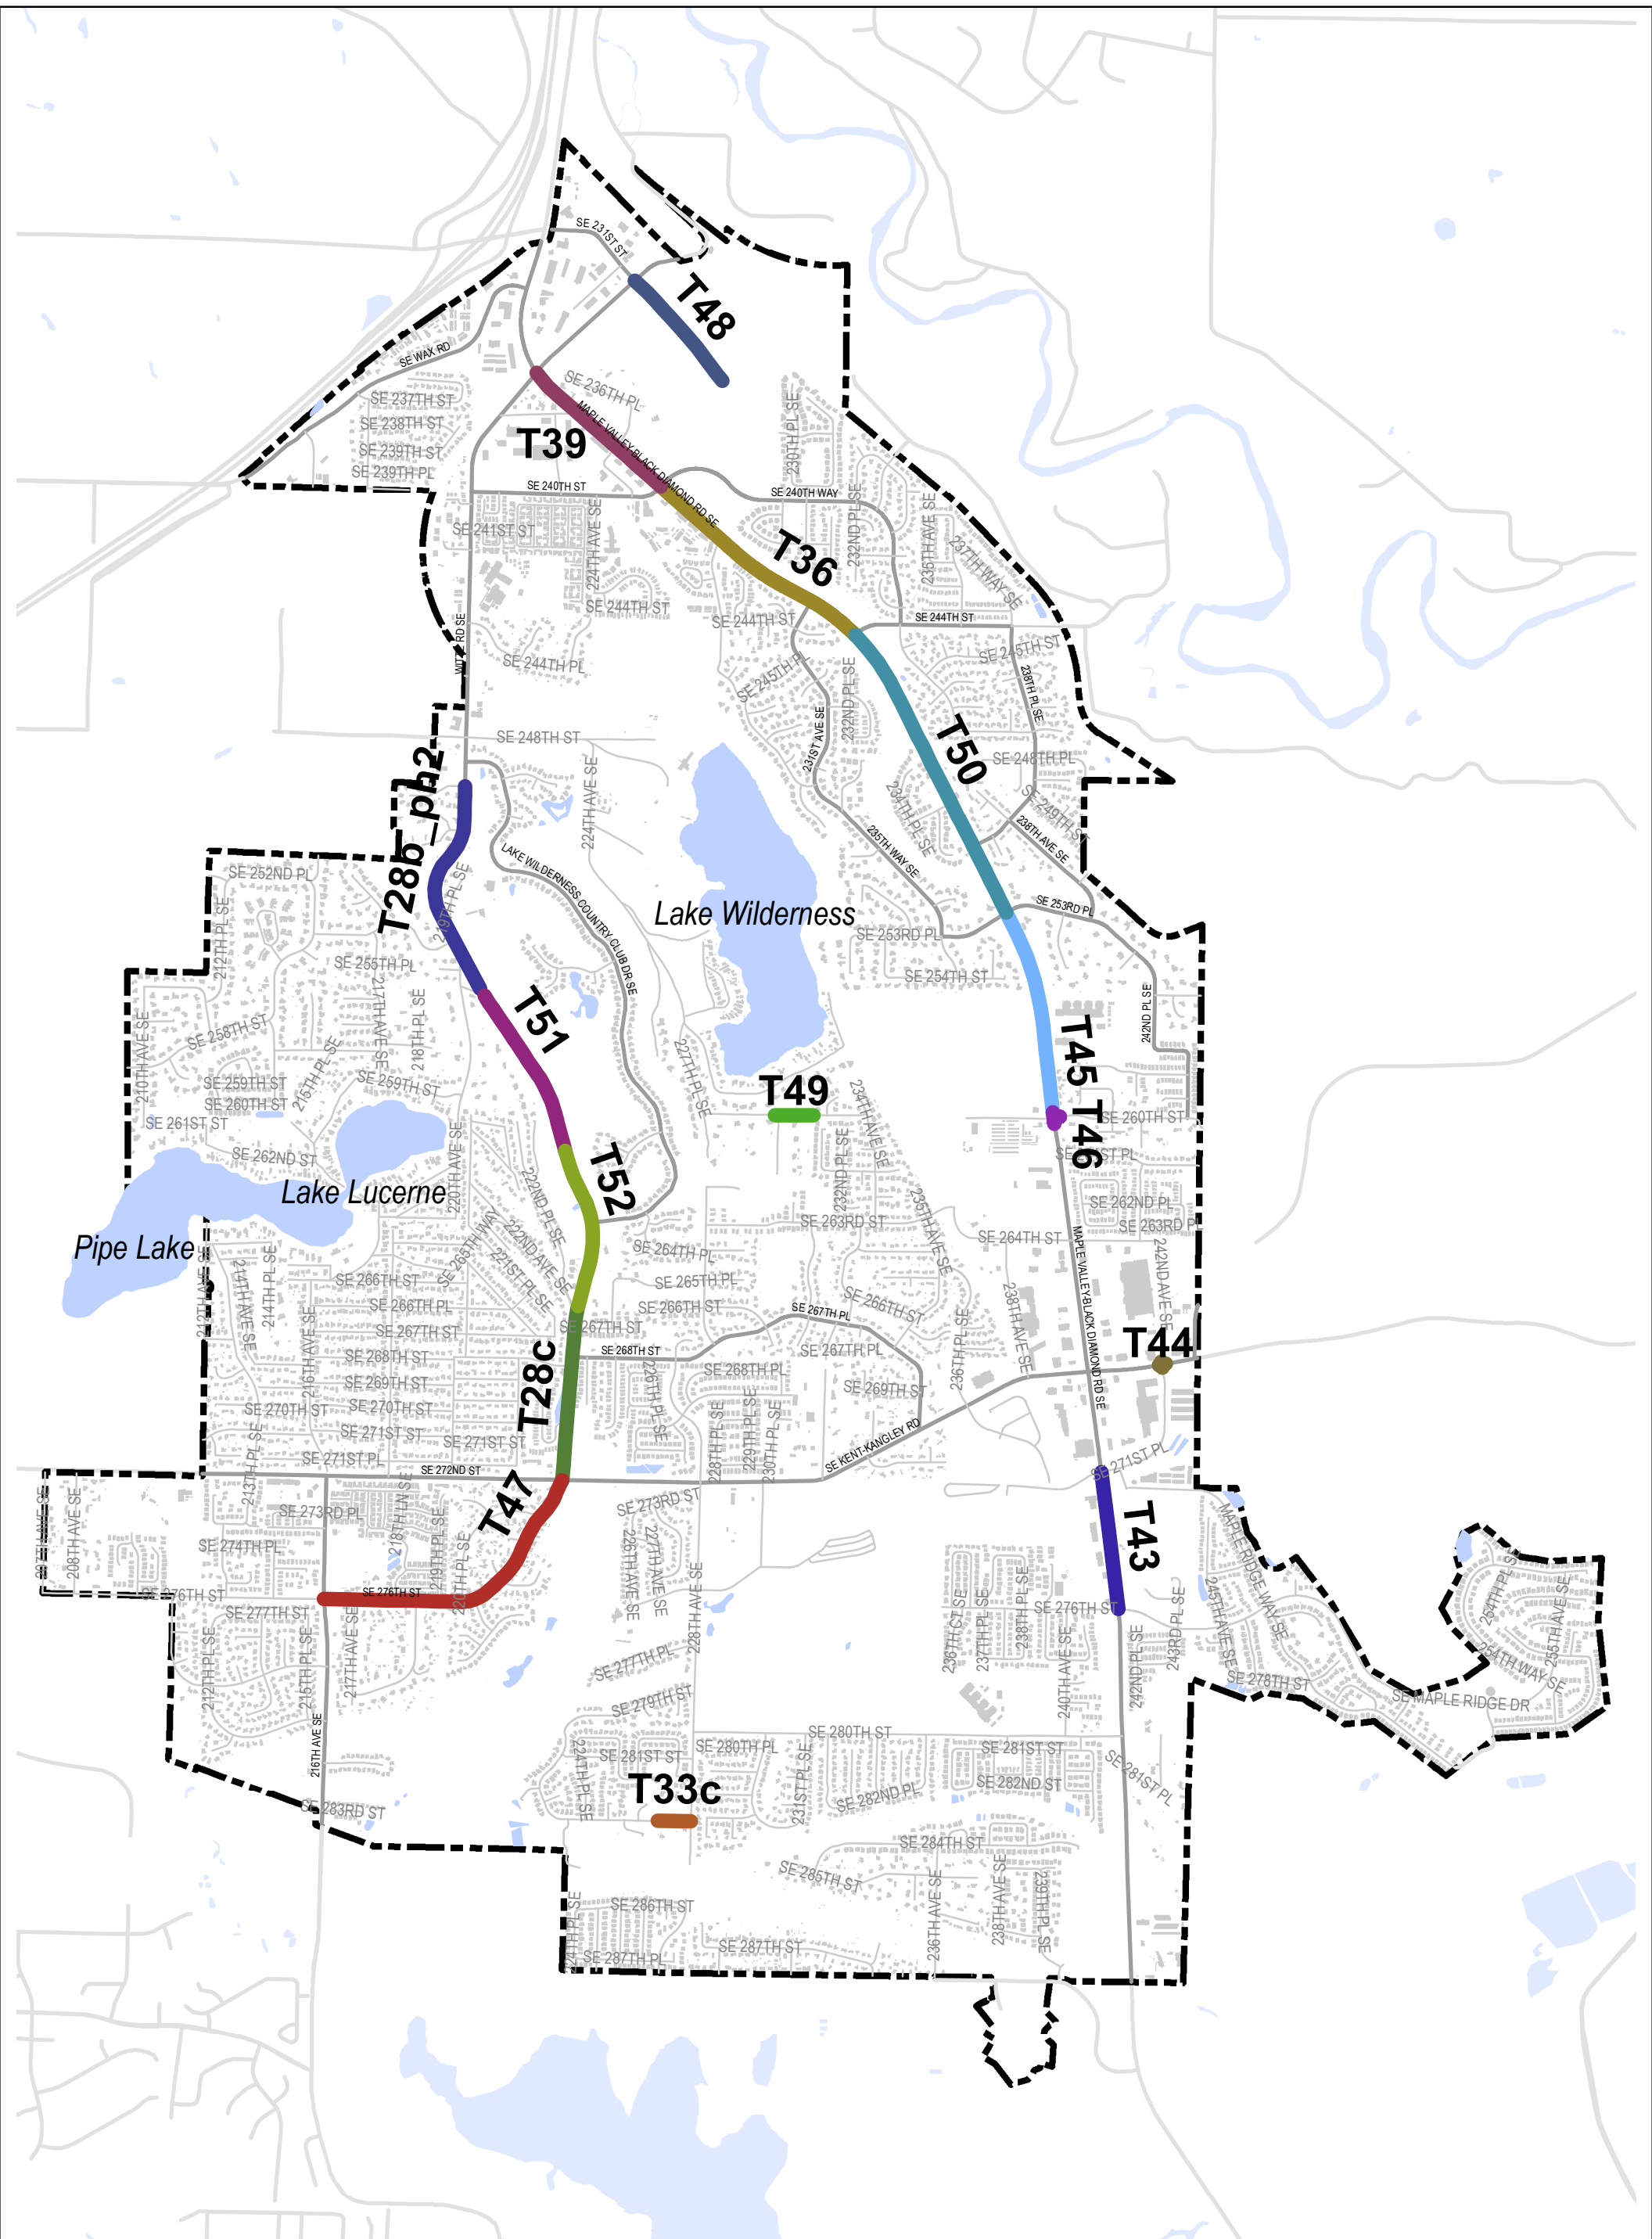 SE 231ST ST
T48
SE WAX RD
SE 236TH PL
SE 237TH ST
SE 238TH ST
SE 239TH ST
SE 239TH PL
T39
MAPLE VALLEY-BLACK DIAMOND RD SE
230TH PL SE
SE 240TH ST
SE 240TH WAY
SE 241ST ST
224TH AVE SE
T36
232ND PL SE
235TH AVE SE
237TH WAY SE
SE 244TH ST
SE 244TH ST
SE 244TH ST
SE 244TH PL
SE 245TH PL
SE 245TH ST
232ND PL SE
238TH PL SE
231ST AVE SE
SE 248TH ST
T50
SE 248TH PL
T28b_ph2
224TH AVE SE
234TH PL SE
SE 249TH ST
238TH AVE SE
235TH WAY SE
LAKE WILDERNESS COUNTRY CLUB DR SE
SE 252ND PL
219TH PL SE
212TH PL SE
Lake Wilderness
SE 253RD PL
SE 253RD PL
SE 254TH ST
SE 255TH PL
217TH AVE SE
218TH PL SE
T51
242ND PL SE
210TH AVE SE
SE 258TH ST
215TH PL SE
227TH PL SE
T45
SE 259TH ST
SE 259TH ST
SE 260TH ST
SE 261ST ST
T49
234TH AVE SE
T46
SE 260TH ST
SE 262ND ST
220TH AVE SE
222ND PL SE
T52
232ND PL SE
Lake Lucerne
SE 262ND PL
SE 263RD ST
235TH AVE SE
Pipe Lake
SE 265TH WAY
222ND AVE SE
221ST PL SE
SE 264TH PL
SE 264TH ST
MAPLE VALLEY-BLACK DIAMOND RD SE
242ND AVE SE
214TH AVE SE
214TH PL SE
SE 266TH ST
SE 265TH PL
SE 266TH PL
SE 266TH ST
SE 267TH PL
SE 266TH ST
216TH AVE SE
SE 267TH ST
SE 267TH ST
238TH AVE SE
236TH PL SE
T44
SE 268TH ST
SE 268TH ST
SE 267TH PL
T28c
SE 268TH PL
SE 269TH ST
SE 269TH ST
SE 270TH ST
SE 270TH ST
228TH PL SE
229TH PL SE
230TH PL SE
SE KENT-KANGLEY RD
SE 271ST ST
SE 271ST ST
SE 271ST PL
SE 271ST PL
213TH PL SE
SE 272ND ST
T47
SE 273RD PL
SE 273RD ST
218TH LN SE
219TH PL SE
220TH PL SE
207TH AVE SE
208TH AVE SE
SE 274TH PL
226TH AVE SE
227TH AVE SE
228TH AVE SE
T43
MAPLE RIDGE WAY SE
SE 276TH ST
SE 276TH ST
SE 276TH ST
SE 277TH ST
236TH CT SE
237TH PL SE
238TH PL SE
240TH AVE SE
242ND PL SE
243RD PL SE
245TH AVE SE
254TH PL SE
255TH AVE SE
254TH WAY SE
212TH PL SE
215TH PL SE
217TH AVE SE
SE 277TH PL
SE 278TH ST
SE MAPLE RIDGE DR
216TH AVE SE
SE 279TH ST
SE 280TH ST
SE 280TH PL
SE 281ST ST
SE 281ST ST
SE 281ST PL
224TH PL SE
T33c
231ST PL SE
SE 282ND PL
SE 282ND ST
SE 283RD ST
SE 284TH ST
SE 285TH ST
236TH AVE SE
238TH AVE SE
239TH PL SE
SE 286TH ST
SE 287TH ST
SE 287TH PL